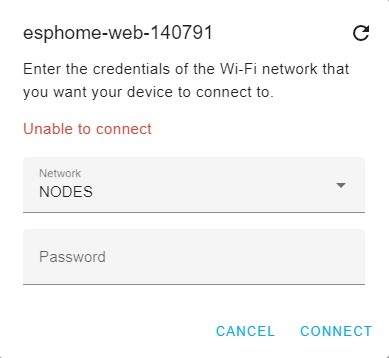 esphome-web-140791
Enter the credentials of the Wi-Fi network that
you want your device to connect to.
Unable to connect
Network
NODES
Password
CANCEL CONNECT